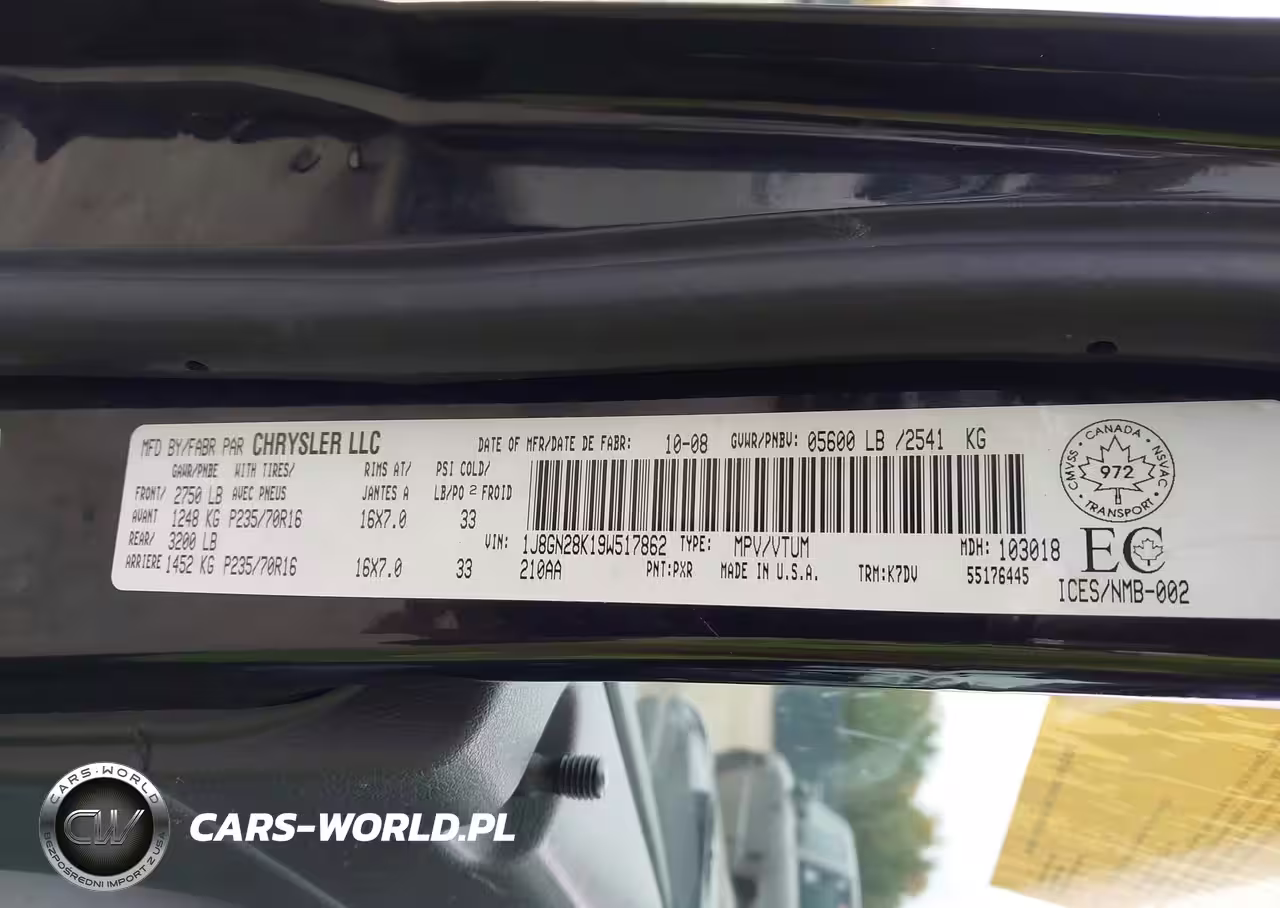 MFD BY/FABR PAR CHRYSLER LLC DATE OF MFR/DATE DE FABR: 10-08 GVWR/PNBV: 05600 LB /2541 KG
GAWR/PNBE WITH TIRES/ RIMS AT/ PSI COLD/
FRONT/ 2750 LB AVEC PNEUS JANTES A LB/PO 2 FROID
AVANT 1248 KG P235/70R16 16X7.0 33
REAR/ 3200 LB VIN: 1J8GN28K19W517862 TYPE: MPV/VTUM MDH: 103018
ARRIERE 1452 KG P235/70R16 16X7.0 33 210AA PNT:PXR MADE IN U.S.A. TRM:K7DV 55176445
CANADA
CMVSS 972 NSVAC
TRANSPORT
EC
ICES/NMB-002
CARS-WORLD
CW
BEZPOŚREDNI IMPORT Z USA
CARS-WORLD.PL